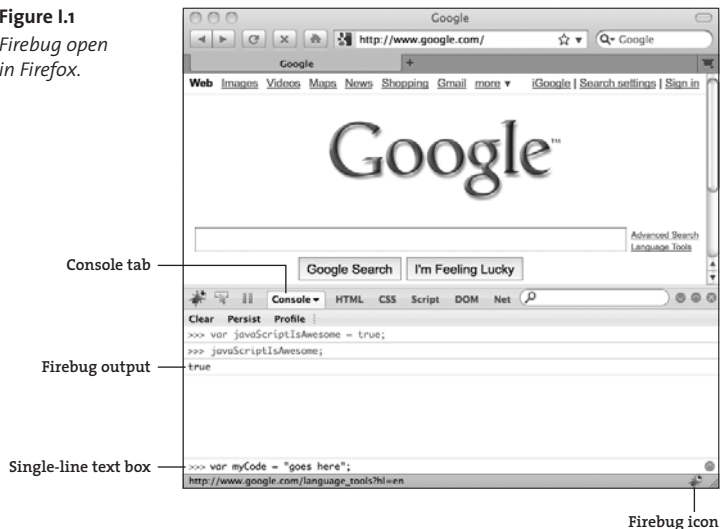 Figure I.1
Firebug open
in Firefox.
Google
http://www.google.com/
Google
Google
Web Images Videos Maps News Shopping Gmail more ▼ iGoogle | Search settings | Sign in
Google™
Advanced Search
Language Tools
Google Search I'm Feeling Lucky
Console tab
Console HTML CSS Script DOM Net
Clear Persist Profile
>>> var javaScriptIsAwesome = true;
>>> javaScriptIsAwesome;
Firebug output
true
Single-line text box
>>> var myCode = "goes here";
http://www.google.com/language_tools?hl=en
Firebug icon